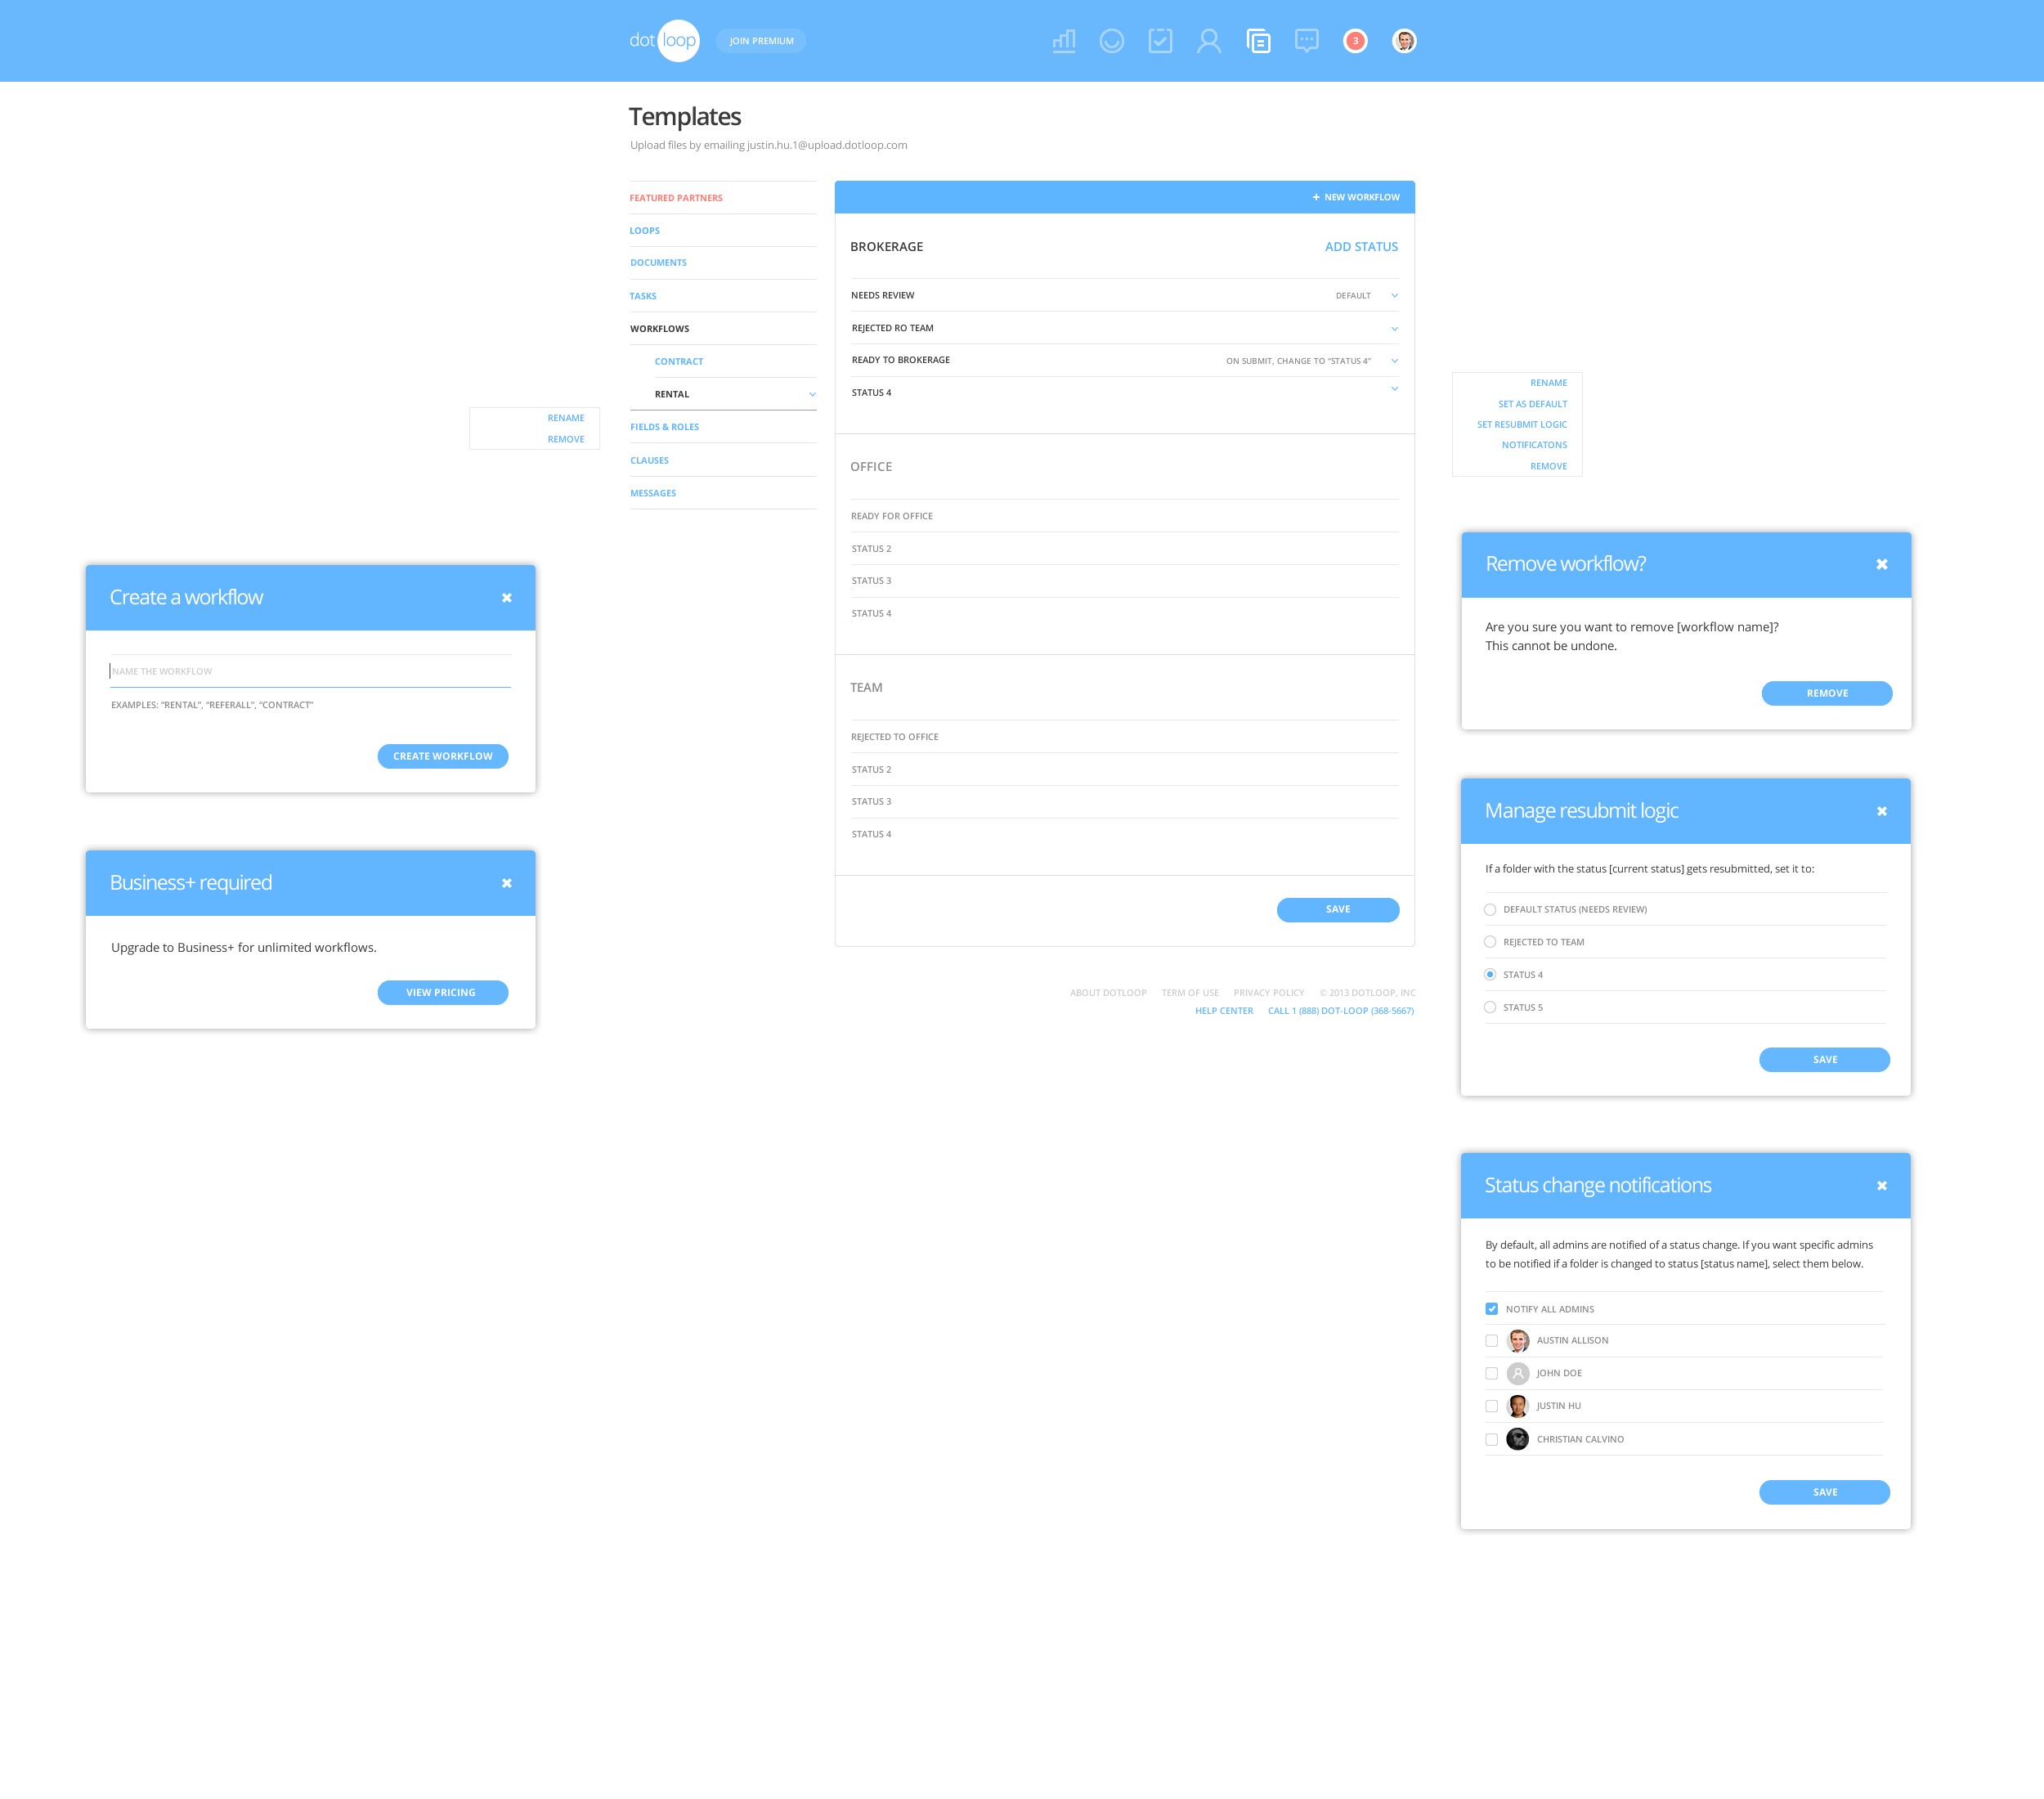 dot loop
JOIN PREMIUM
3
Templates
Upload files by emailing justin.hu.1@upload.dotloop.com
FEATURED PARTNERS
LOOPS
DOCUMENTS
TASKS
WORKFLOWS
CONTRACT
RENTAL
FIELDS & ROLES
CLAUSES
MESSAGES
RENAME
REMOVE
+ NEW WORKFLOW
BROKERAGE
ADD STATUS
NEEDS REVIEW
DEFAULT
REJECTED RO TEAM
READY TO BROKERAGE
ON SUBMIT, CHANGE TO “STATUS 4”
STATUS 4
OFFICE
READY FOR OFFICE
STATUS 2
STATUS 3
STATUS 4
TEAM
REJECTED TO OFFICE
STATUS 2
STATUS 3
STATUS 4
SAVE
ABOUT DOTLOOP TERM OF USE PRIVACY POLICY © 2013 DOTLOOP, INC
HELP CENTER CALL 1 (888) DOT-LOOP (368-5667)
Create a workflow
NAME THE WORKFLOW
EXAMPLES: “RENTAL”, “REFERALL”, “CONTRACT”
CREATE WORKFLOW
Business+ required
Upgrade to Business+ for unlimited workflows.
VIEW PRICING
RENAME
SET AS DEFAULT
SET RESUBMIT LOGIC
NOTIFICATONS
REMOVE
Remove workflow?
Are you sure you want to remove [workflow name]?
This cannot be undone.
REMOVE
Manage resubmit logic
If a folder with the status [current status] gets resubmitted, set it to:
DEFAULT STATUS (NEEDS REVIEW)
REJECTED TO TEAM
STATUS 4
STATUS 5
SAVE
Status change notifications
By default, all admins are notified of a status change. If you want specific admins
to be notified if a folder is changed to status [status name], select them below.
NOTIFY ALL ADMINS
AUSTIN ALLISON
JOHN DOE
JUSTIN HU
CHRISTIAN CALVINO
SAVE